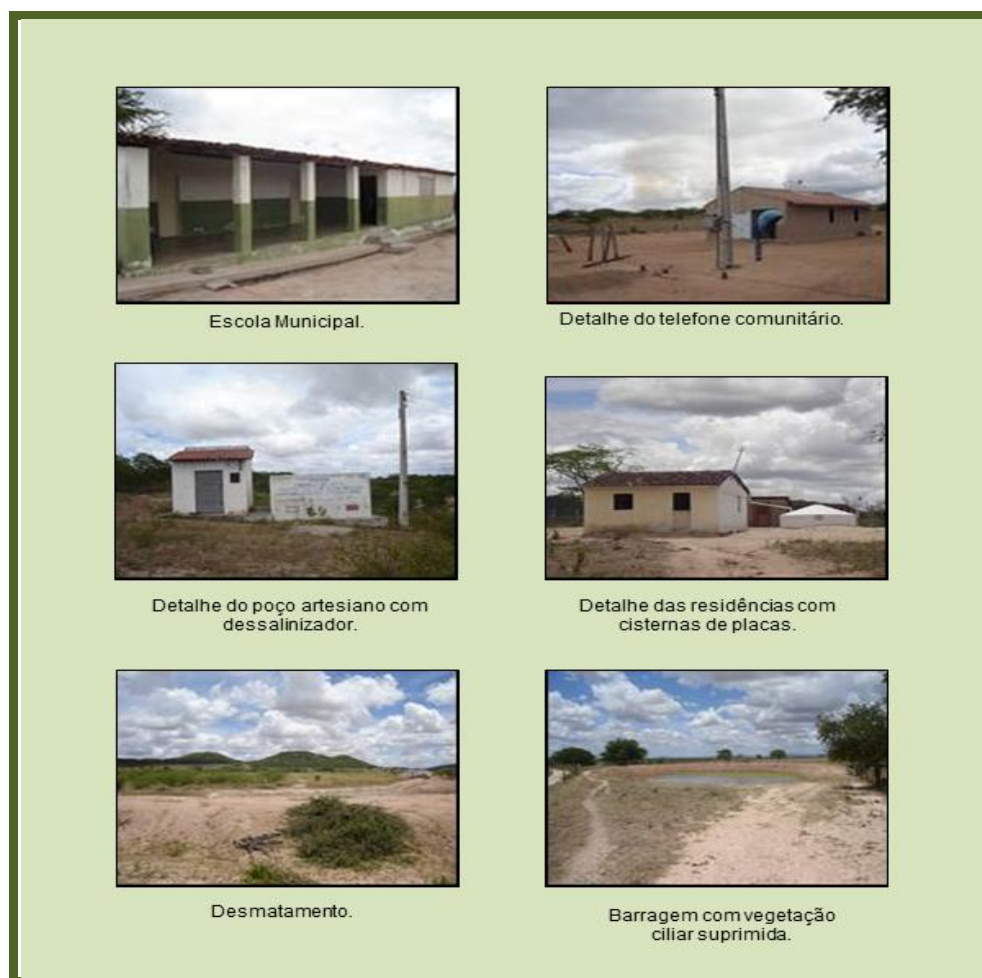 Escola Municipal.
Detalhe do telefone comunitário.
Detalhe do poço artesiano com
dessalinizador.
Detalhe das residências com
cisternas de placas.
Desmatamento.
Barragem com vegetação
ciliar suprimida.